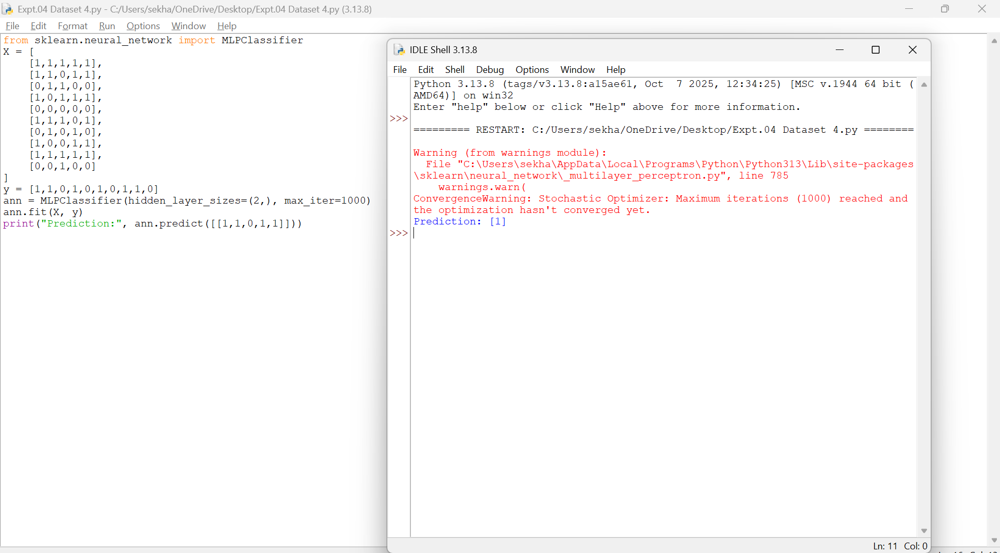 Expt.04 Dataset 4.py - C:/Users/sekha/OneDrive/Desktop/Expt.04 Dataset 4.py (3.13.8)
File Edit Format Run Options Window Help
from sklearn.neural_network import MLPClassifier
X = [
    [1,1,1,1,1],
    [1,1,0,1,1],
    [0,1,1,0,0],
    [1,0,1,1,1],
    [0,0,0,0,0],
    [1,1,1,0,1],
    [0,1,0,1,0],
    [1,0,0,1,1],
    [1,1,1,1,1],
    [0,0,1,0,0]
]
y = [1,1,0,1,0,1,0,1,1,0]
ann = MLPClassifier(hidden_layer_sizes=(2,), max_iter=1000)
ann.fit(X, y)
print("Prediction:", ann.predict([[1,1,0,1,1]]))
IDLE Shell 3.13.8
File Edit Shell Debug Options Window Help
Python 3.13.8 (tags/v3.13.8:a15ae61, Oct  7 2025, 12:34:25) [MSC v.1944 64 bit (
AMD64)] on win32
Enter "help" below or click "Help" above for more information.
>>>
========= RESTART: C:/Users/sekha/OneDrive/Desktop/Expt.04 Dataset 4.py ========
Warning (from warnings module):
  File "C:\Users\sekha\AppData\Local\Programs\Python\Python313\Lib\site-packages
\sklearn\neural_network\_multilayer_perceptron.py", line 785
    warnings.warn(
ConvergenceWarning: Stochastic Optimizer: Maximum iterations (1000) reached and
the optimization hasn't converged yet.
Prediction: [1]
>>>
Ln: 11 Col: 0